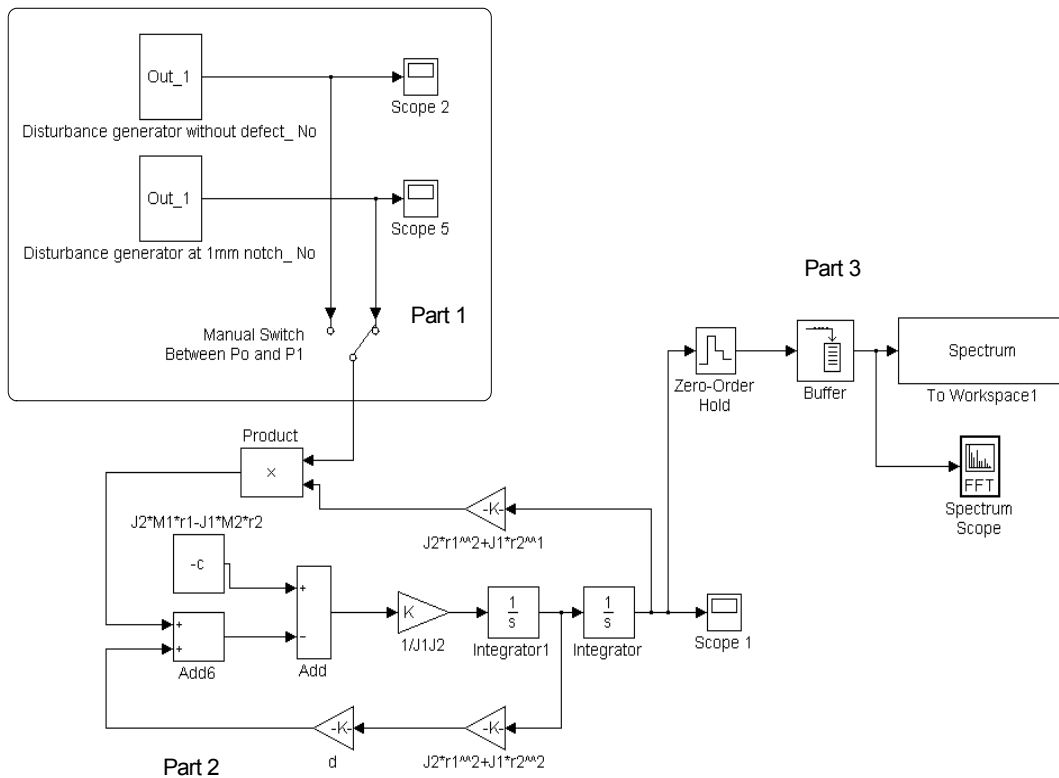 Out_1
Scope 2
Disturbance generator without defect_ No
Out_1
Scope 5
Disturbance generator at 1mm notch_ No
Part 1
Manual Switch
Between Po and P1
Part 3
Spectrum
Zero-Order
Hold
Buffer
To Workspace1
FFT
Spectrum
Scope
Product
×
-K-
J2*r1^^2+J1*r2^^1
J2*M1*r1-J1*M2*r2
-C
+
−
Add
K
1/J1J2
1
s
Integrator1
1
s
Integrator
Scope 1
+
+
Add6
-K-
d
-K-
J2*r1^^2+J1*r2^^2
Part 2